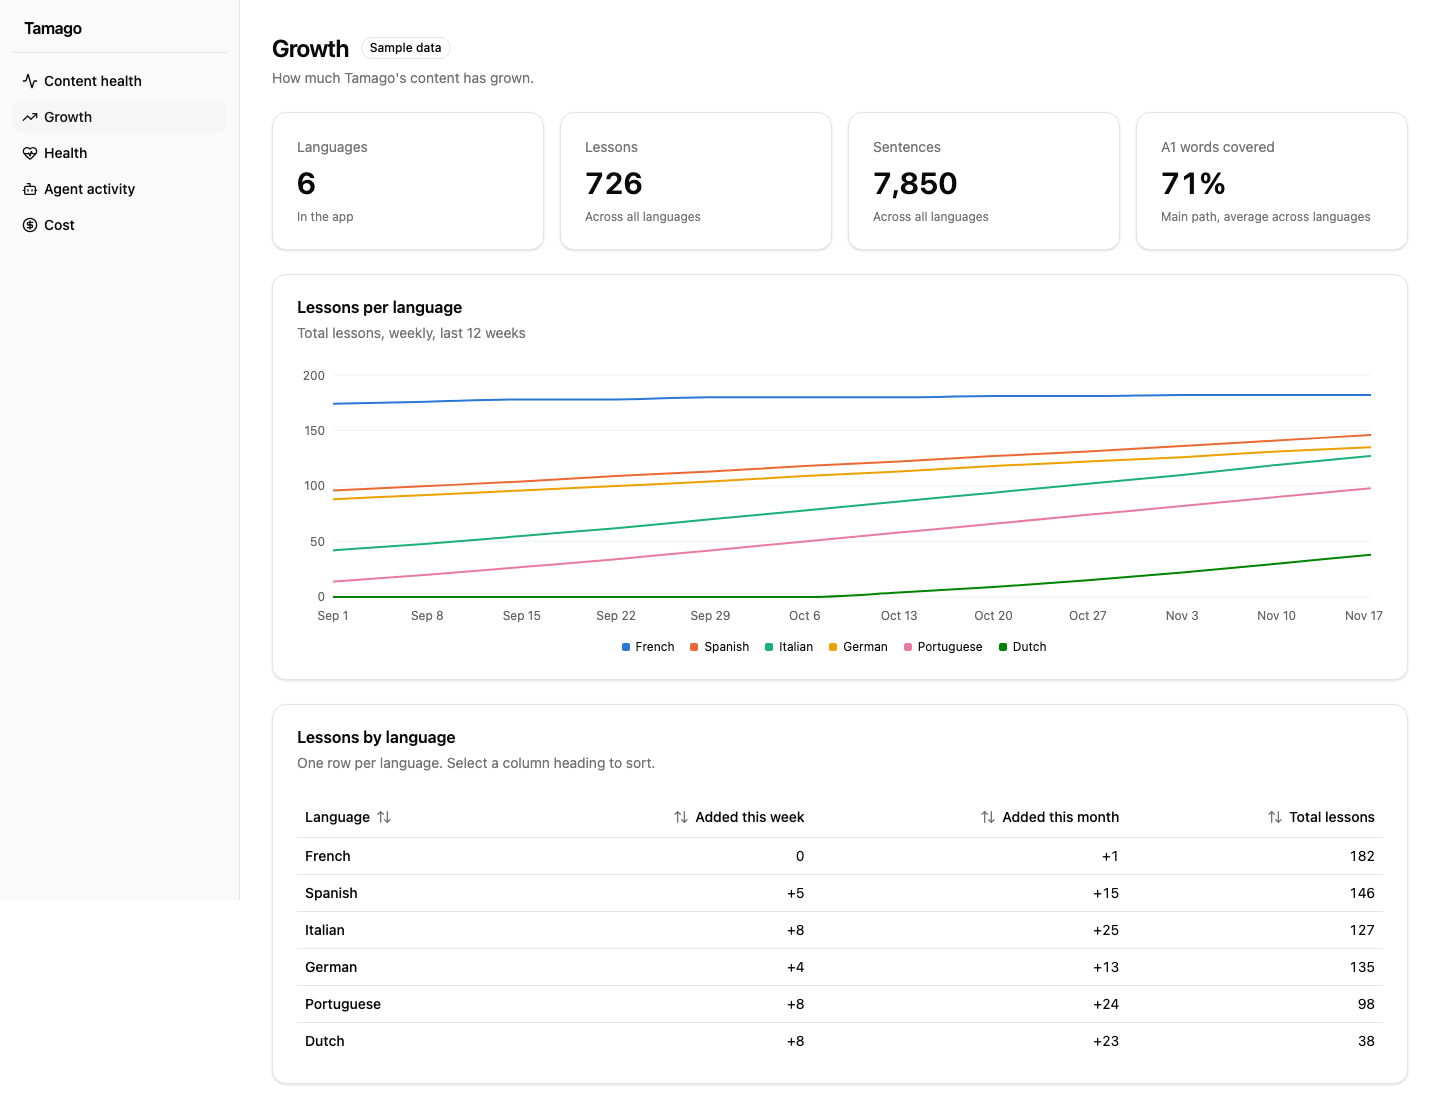 Tamago
Content health
Growth
Health
Agent activity
Cost
Growth
Sample data
How much Tamago's content has grown.
Languages
6
In the app
Lessons
726
Across all languages
Sentences
7,850
Across all languages
A1 words covered
71%
Main path, average across languages
Lessons per language
Total lessons, weekly, last 12 weeks
200
150
100
50
0
Sep 1 Sep 8 Sep 15 Sep 22 Sep 29 Oct 6 Oct 13 Oct 20 Oct 27 Nov 3 Nov 10 Nov 17
French Spanish Italian German Portuguese Dutch
Lessons by language
One row per language. Select a column heading to sort.
Language Added this week Added this month Total lessons
French 0 +1 182
Spanish +5 +15 146
Italian +8 +25 127
German +4 +13 135
Portuguese +8 +24 98
Dutch +8 +23 38